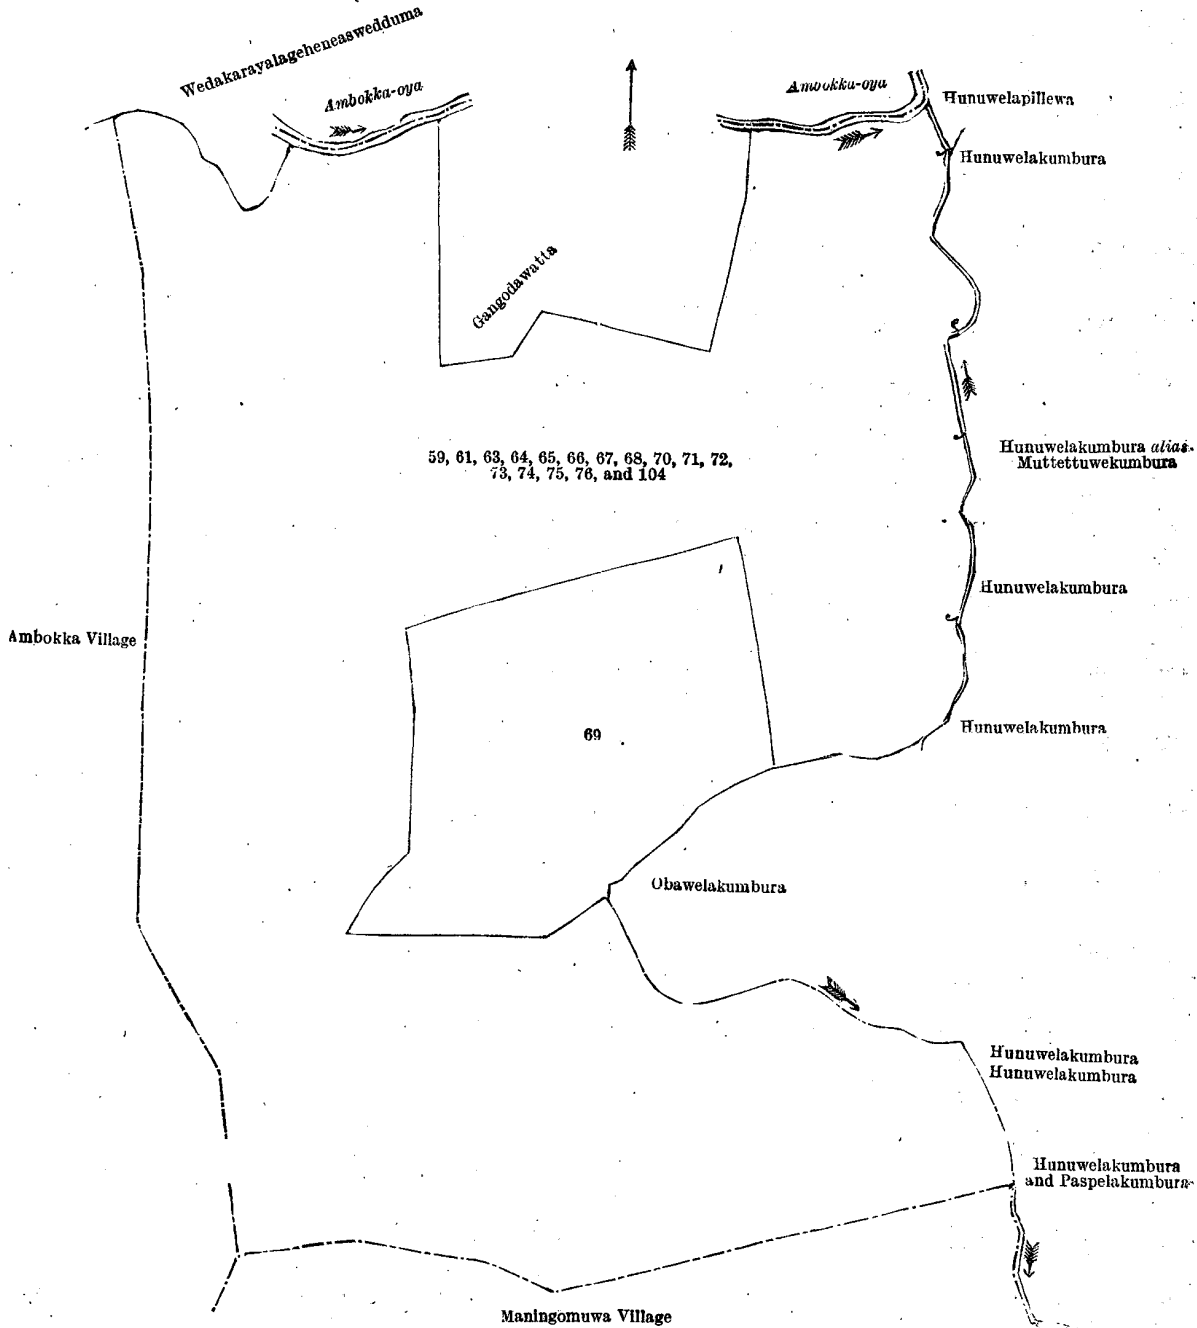 Wedakarayalageheneaswedduma
Ambokka-oya
Ambokka-oya
Hunuwelapillewa
Hunuwelakumbura
Gangodawatta
Hunuwelakumbura alias
Muttettuwekumbura
59, 61, 63, 64, 65, 66, 67, 68, 70, 71, 72,
73, 74, 75, 76, and 104
Hunuwelakumbura
Ambokka Village
69
Hunuwelakumbura
Obawelakumbura
Hunuwelakumbura
Hunuwelakumbura
Hunuwelakumbura
and Paspelakumbura
Maningomuwa Village